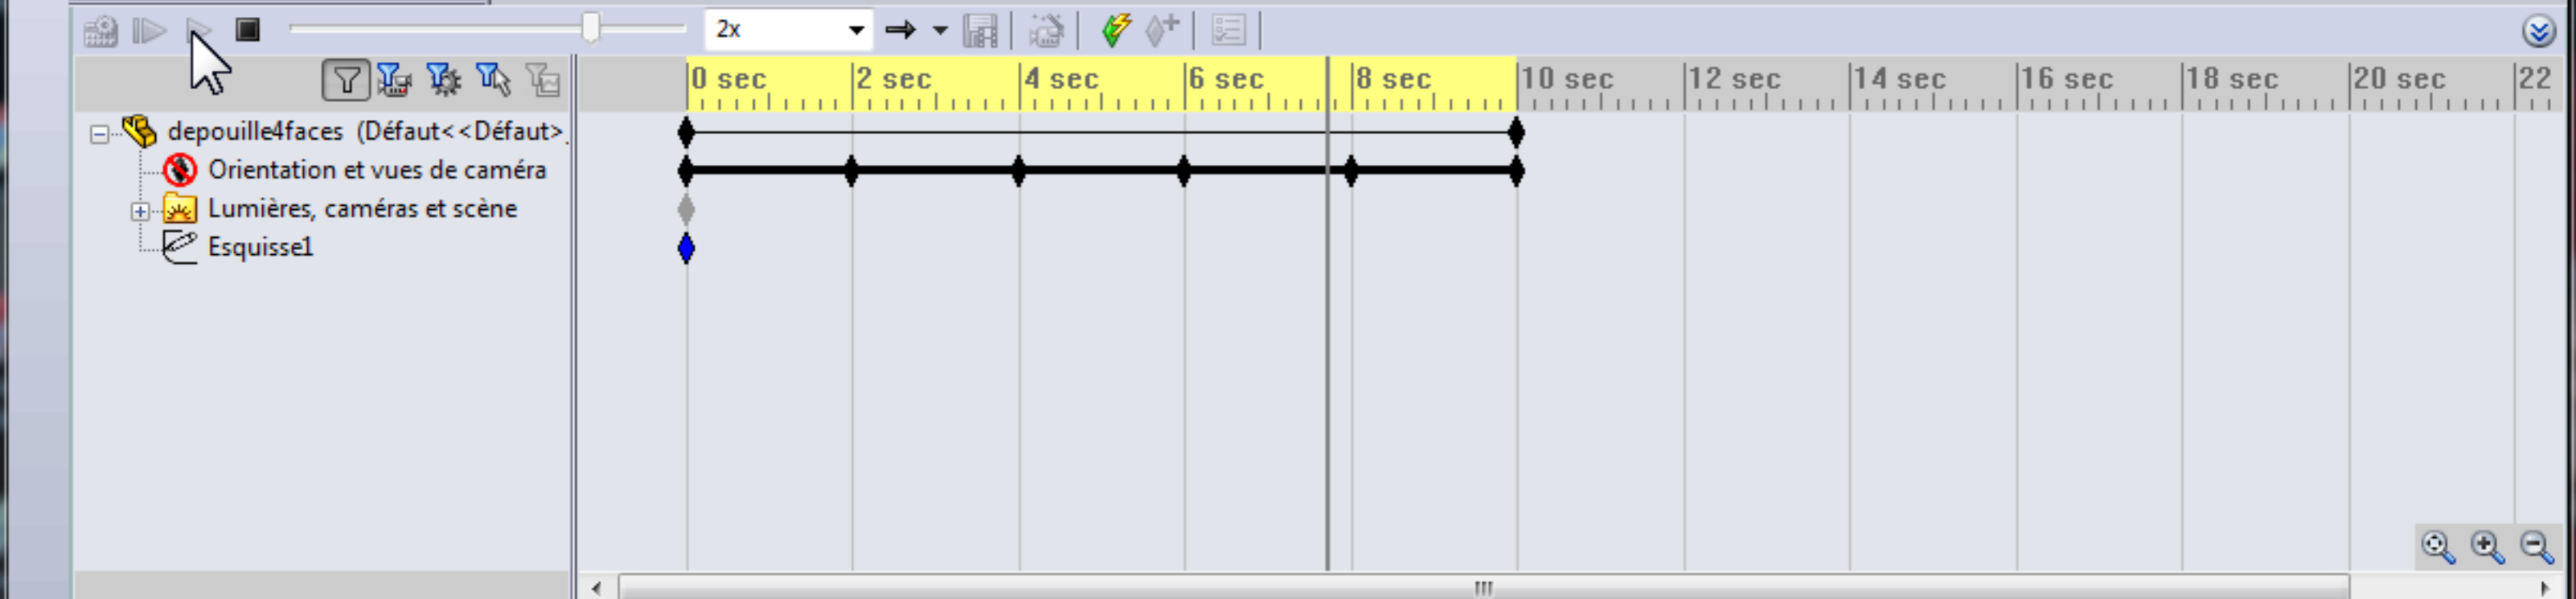 2x
0 sec 2 sec 4 sec 6 sec 8 sec 10 sec 12 sec 14 sec 16 sec 18 sec 20 sec 22
depouille4faces (Défaut<<Défaut>_
Orientation et vues de caméra
Lumières, caméras et scène
Esquisse1